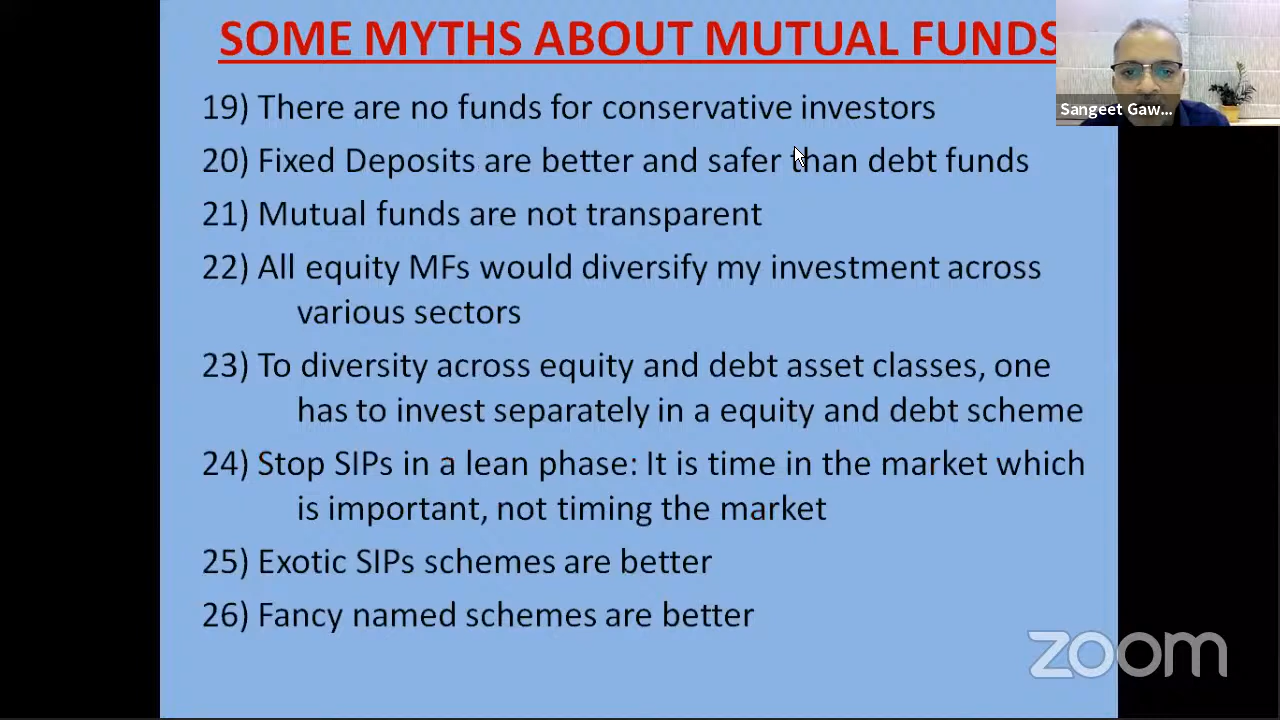 SOME MYTHS ABOUT MUTUAL FUNDS
19) There are no funds for conservative investors
20) Fixed Deposits are better and safer than debt funds
21) Mutual funds are not transparent
22) All equity MFs would diversify my investment across
various sectors
23) To diversity across equity and debt asset classes, one
has to invest separately in a equity and debt scheme
24) Stop SIPs in a lean phase: It is time in the market which
is important, not timing the market
25) Exotic SIPs schemes are better
26) Fancy named schemes are better
Sangeet Gaw...
zoom